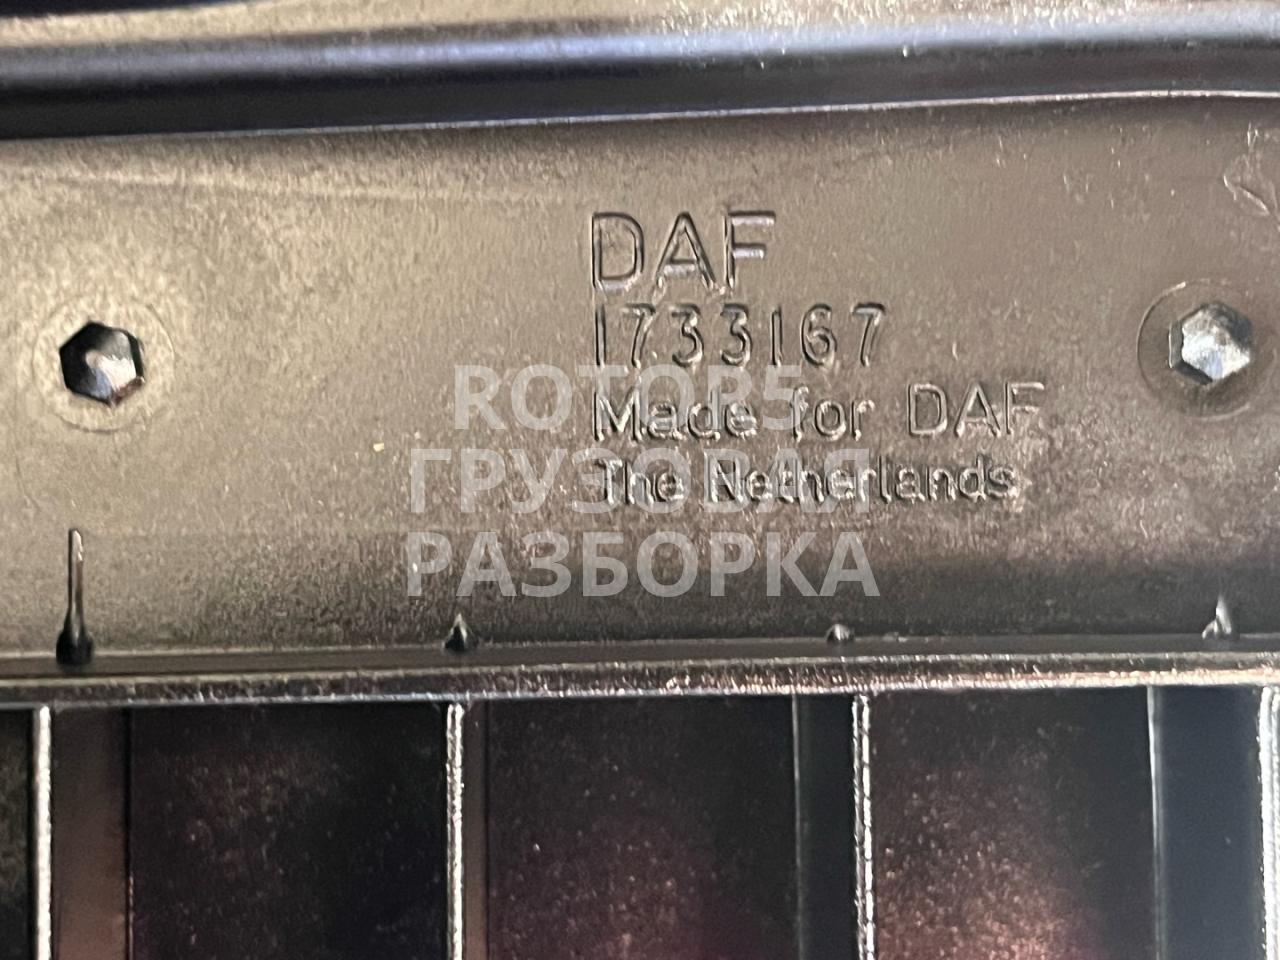 DAF
1733167
Made for DAF
The Netherlands
ROTOR5
ГРУЗОВАЯ
РАЗБОРКА